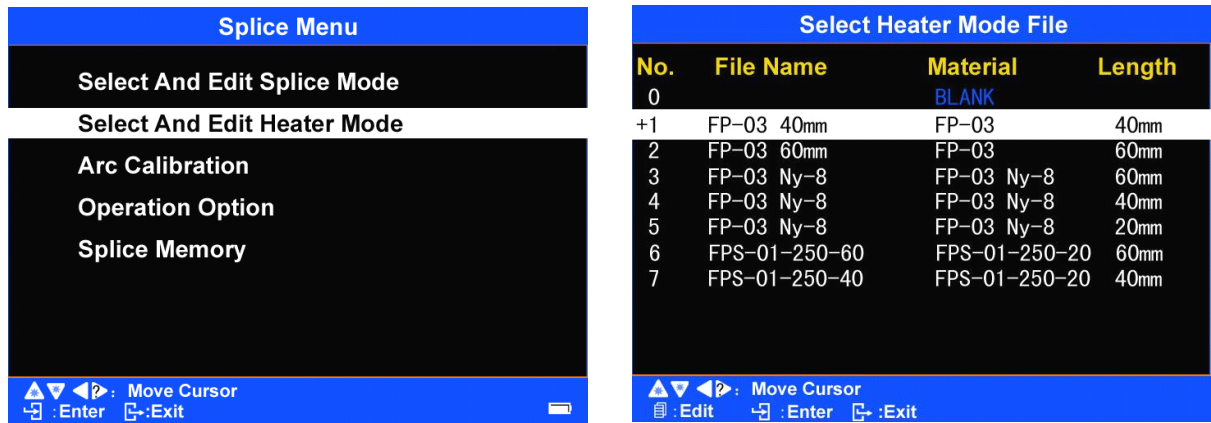 Splice Menu
Select And Edit Splice Mode
Select And Edit Heater Mode
Arc Calibration
Operation Option
Splice Memory
: Move Cursor
:Enter :Exit
Select Heater Mode File
No. File Name Material Length
0 BLANK
+1 FP-03 40mm FP-03 40mm
2 FP-03 60mm FP-03 60mm
3 FP-03 Ny-8 FP-03 Ny-8 60mm
4 FP-03 Ny-8 FP-03 Ny-8 40mm
5 FP-03 Ny-8 FP-03 Ny-8 20mm
6 FPS-01-250-60 FPS-01-250-20 60mm
7 FPS-01-250-40 FPS-01-250-20 40mm
: Move Cursor
:Edit :Enter :Exit